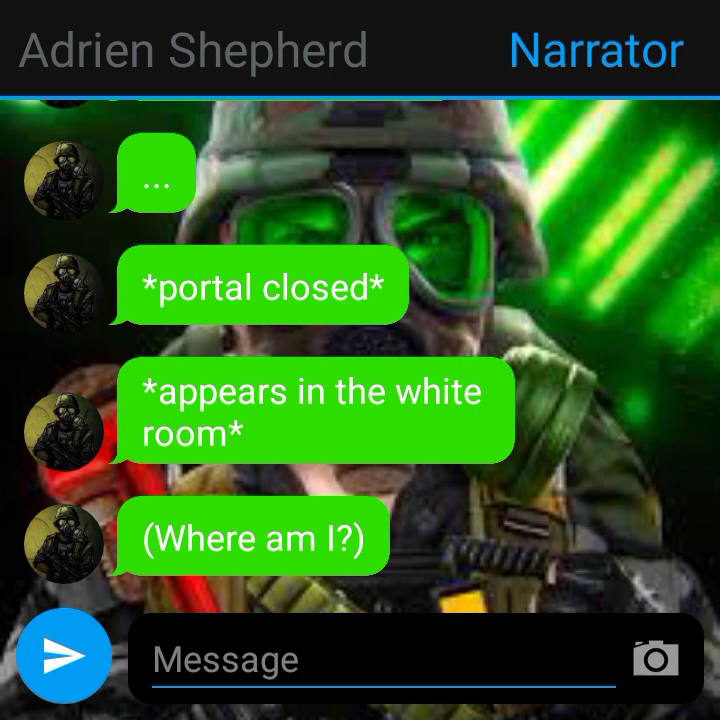 Adrien Shepherd
Narrator
...
*portal closed*
*appears in the white
room*
(Where am I?)
Message